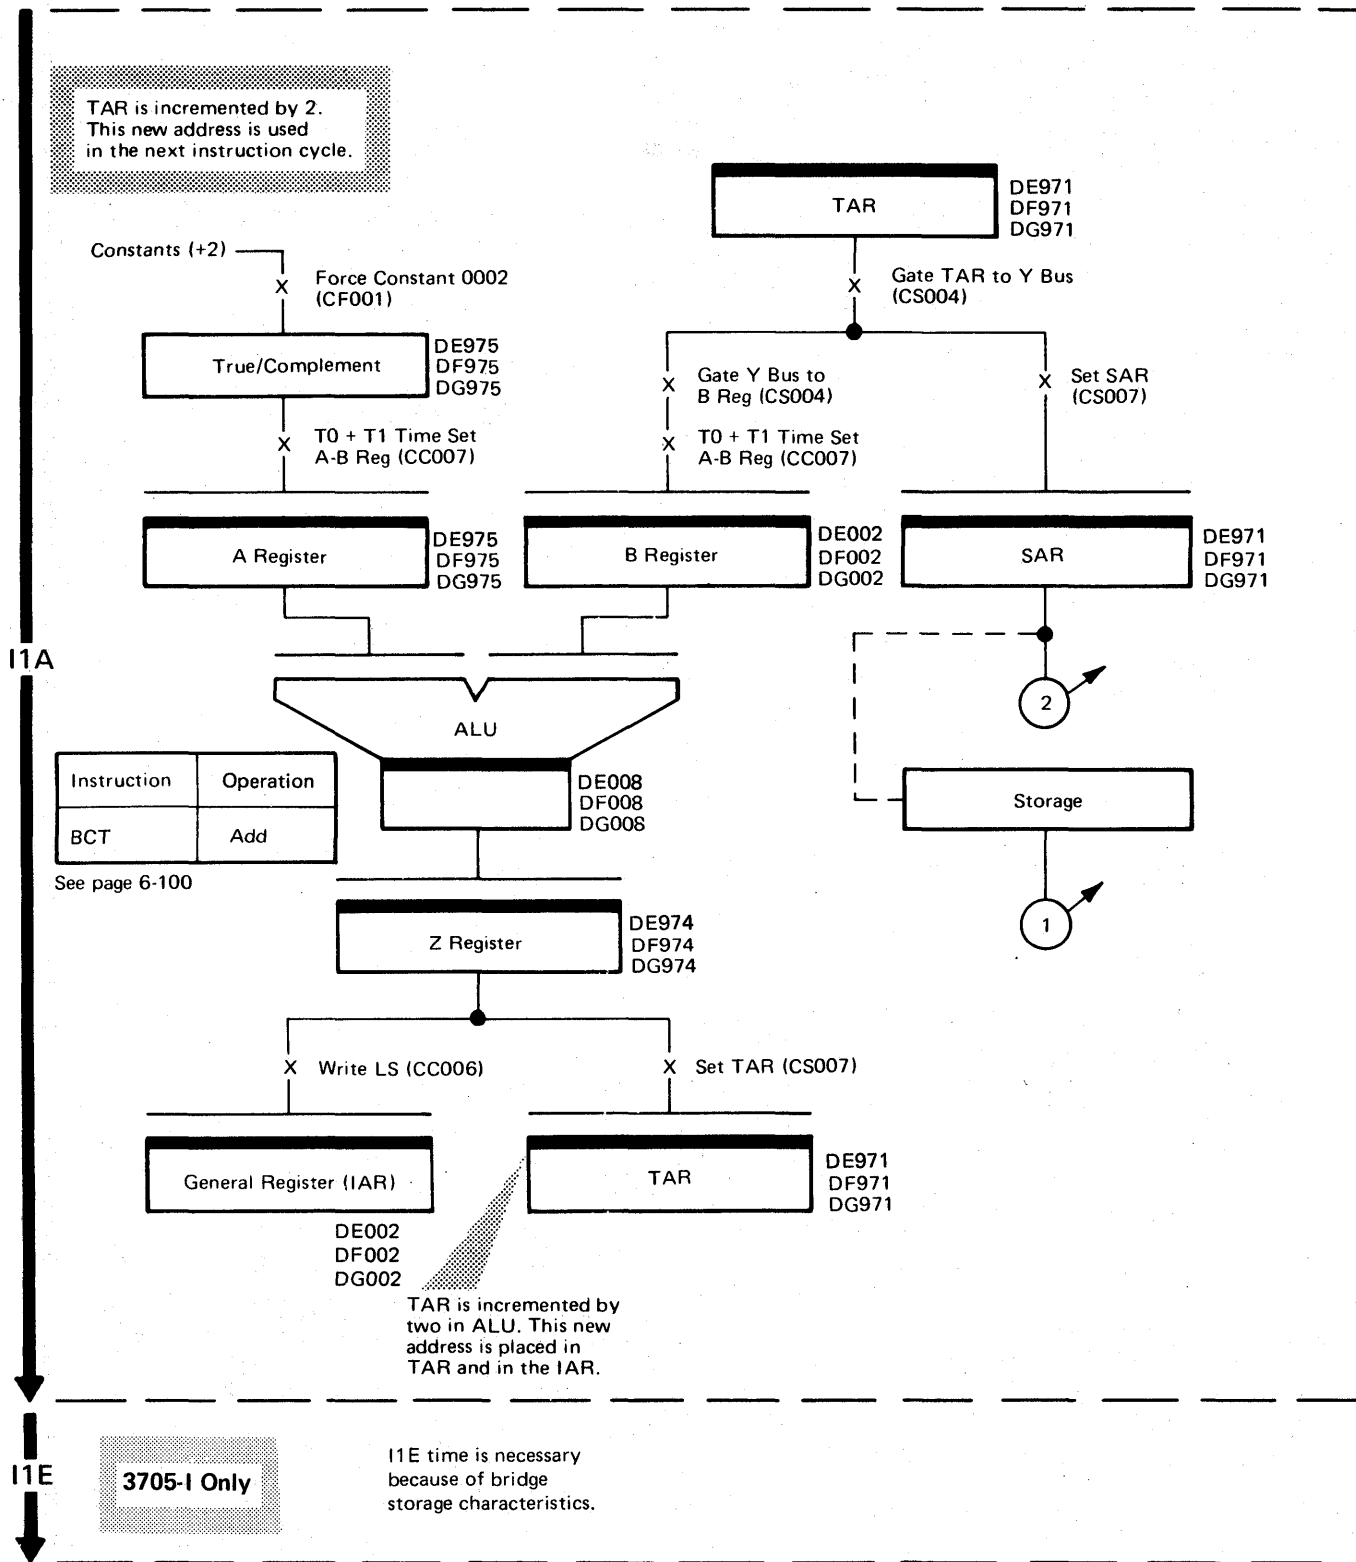 TAR is incremented by 2.
This new address is used
in the next instruction cycle.
TAR
DE971
DF971
DG971
Constants (+2)
X
Force Constant 0002
(CF001)
X
Gate TAR to Y Bus
(CS004)
True/Complement
DE975
DF975
DG975
X
Gate Y Bus to
B Reg (CS004)
X
Set SAR
(CS007)
X
T0 + T1 Time Set
A-B Reg (CC007)
X
T0 + T1 Time Set
A-B Reg (CC007)
A Register
DE975
DF975
DG975
B Register
DE002
DF002
DG002
SAR
DE971
DF971
DG971
I1A
2
ALU
DE008
DF008
DG008
Instruction
Operation
BCT
Add
See page 6-100
Storage
1
Z Register
DE974
DF974
DG974
X
Write LS (CC006)
X
Set TAR (CS007)
General Register (IAR)
DE002
DF002
DG002
TAR
DE971
DF971
DG971
TAR is incremented by
two in ALU. This new
address is placed in
TAR and in the IAR.
I1E
3705-I Only
I1E time is necessary
because of bridge
storage characteristics.